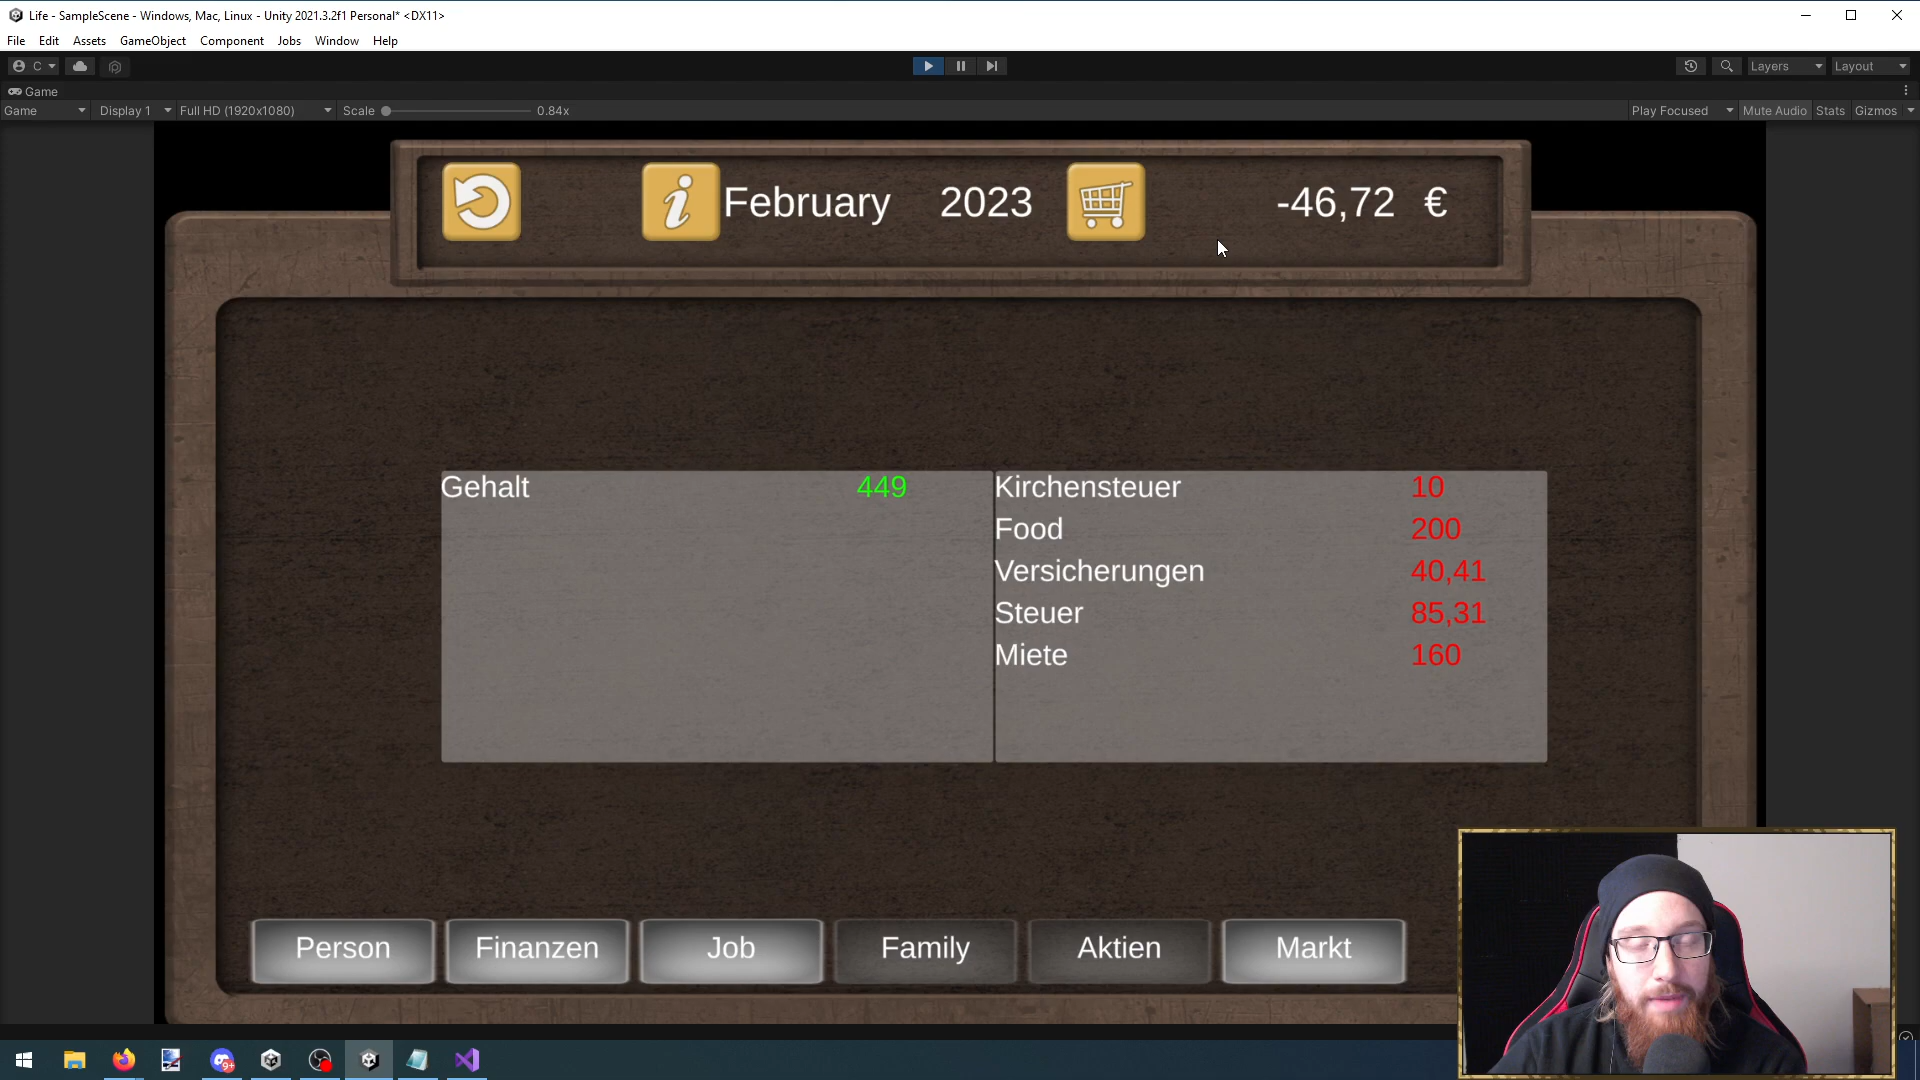 Life - SampleScene - Windows, Mac, Linux - Unity 2021.3.2f1 Personal* <DX11>
File Edit Assets GameObject Component Jobs Window Help
C Layers Layout
Game
Game Display 1 Full HD (1920x1080) Scale 0.84x Play Focused Mute Audio Stats Gizmos
February 2023 -46,72 €
Gehalt 449 Kirchensteuer 10
Food 200
Versicherungen 40,41
Steuer 85,31
Miete 160
Person Finanzen Job Family Aktien Markt
9+